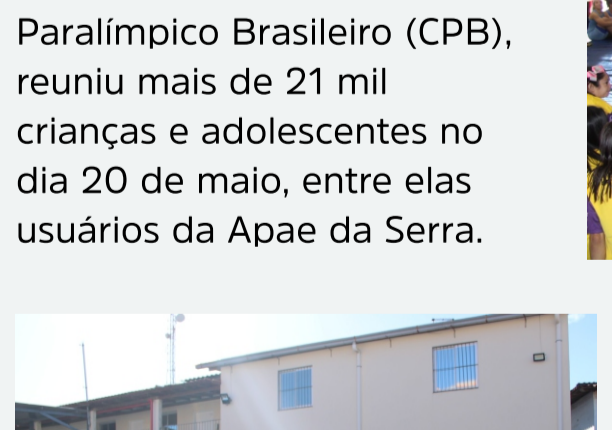 Paralímpico Brasileiro (CPB),
reuniu mais de 21 mil
crianças e adolescentes no
dia 20 de maio, entre elas
usuários da Apae da Serra.